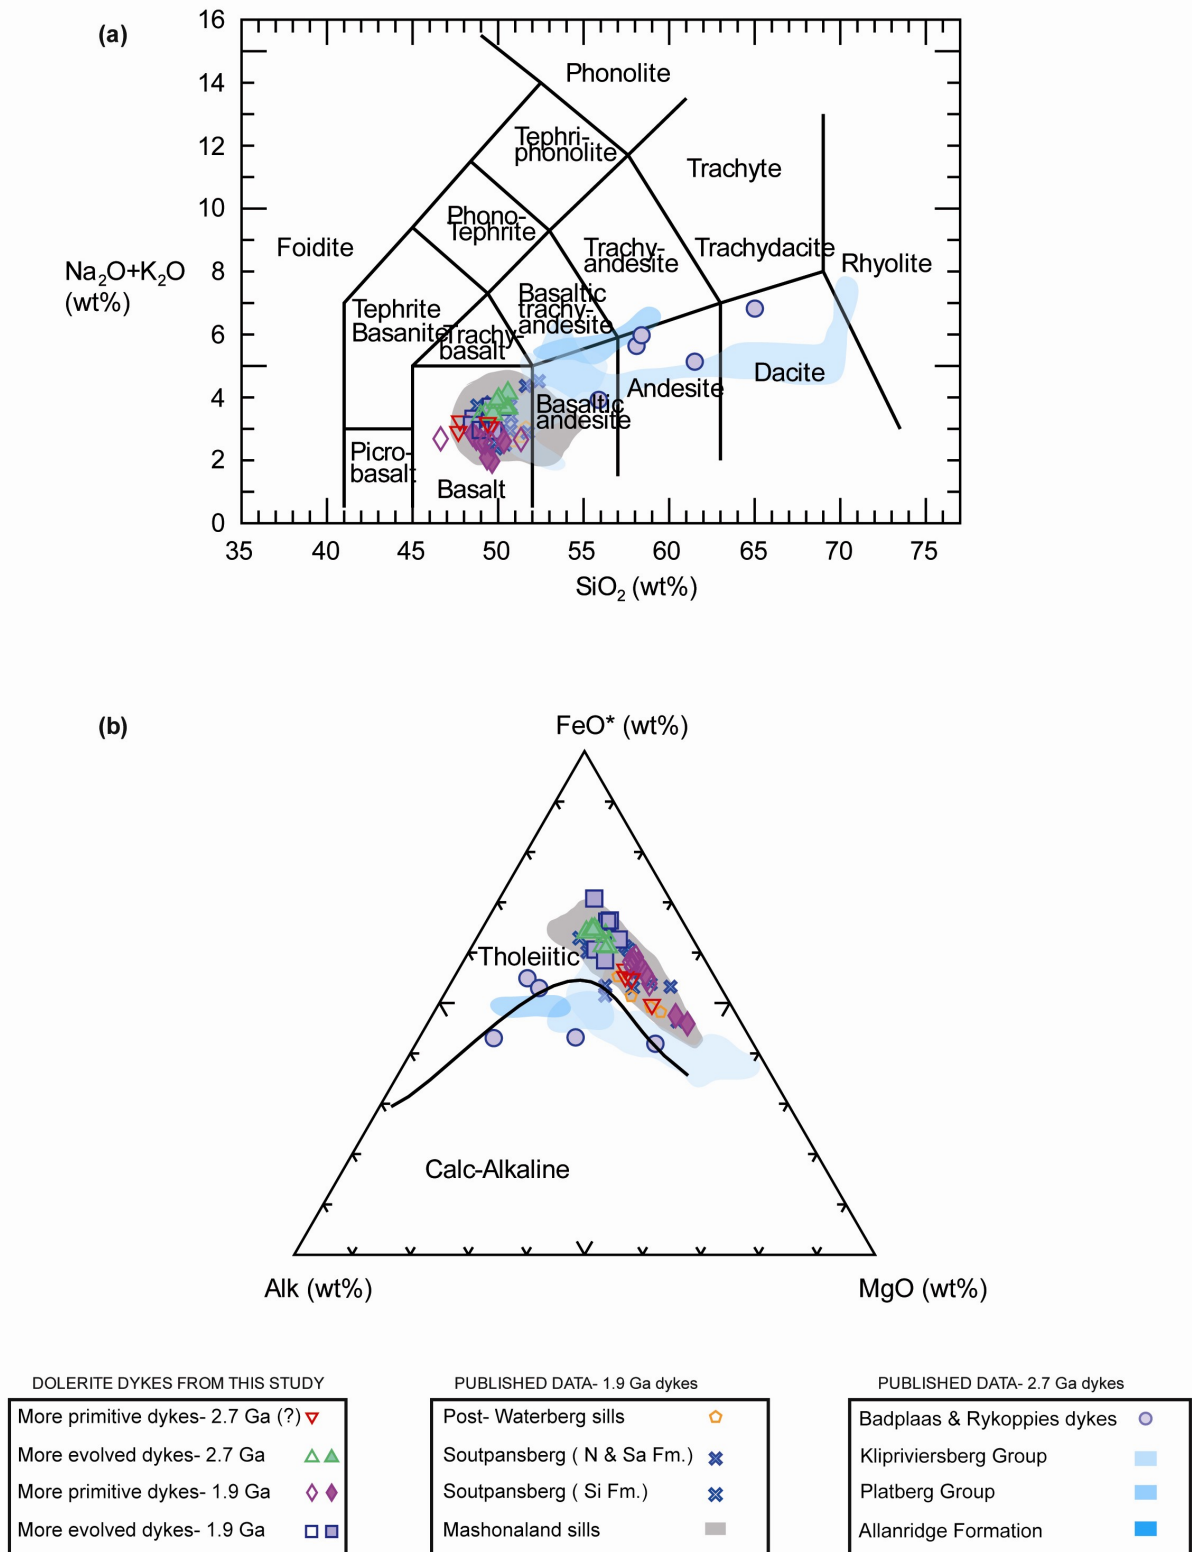 (a)
16
14
12
10
8
6
4
2
0
Na₂O+K₂O
(wt%)
Phonolite
Tephri-
phonolite
Trachyte
Phono-
Tephrite
Foidite
Trachy-
andesite
Trachydacite
Rhyolite
Tephrite
Basanite
Basaltic
trachy-
andesite
Trachy-
basalt
Dacite
Andesite
Basaltic
andesite
Picro-
basalt
Basalt
35 40 45 50 55 60 65 70 75
SiO₂ (wt%)
(b)
FeO* (wt%)
Tholeiitic
Calc-Alkaline
Alk (wt%)
MgO (wt%)
DOLERITE DYKES FROM THIS STUDY
More primitive dykes- 2.7 Ga (?)
More evolved dykes- 2.7 Ga
More primitive dykes- 1.9 Ga
More evolved dykes- 1.9 Ga
PUBLISHED DATA- 1.9 Ga dykes
Post- Waterberg sills
Soutpansberg ( N & Sa Fm.)
Soutpansberg ( Si Fm.)
Mashonaland sills
PUBLISHED DATA- 2.7 Ga dykes
Badplaas & Rykoppies dykes
Klipriviersberg Group
Platberg Group
Allanridge Formation